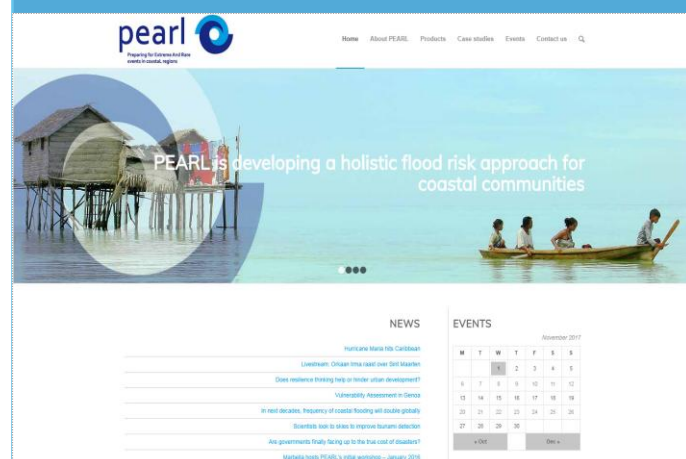 pearl
Preparing for Extreme And Rare
events in coastaL regions
Home About PEARL Products Case studies Events Contact us
PEARL is developing a holistic flood risk approach for
coastal communities
NEWS
Hurricane Maria hits Caribbean
Livestream: Orkaan Irma raast over Sint Maarten
Does resilience thinking help or hinder urban development?
Vulnerability Assessment in Genoa
In next decades, frequency of coastal flooding will double globally
Scientists look to skies to improve tsunami detection
Are governments finally facing up to the true cost of disasters?
Marbella hosts PEARL's initial workshops – January 2016
EVENTS
November 2017
M T W T F S S
1 2 3 4 5
6 7 8 9 10 11 12
13 14 15 16 17 18 19
20 21 22 23 24 25 26
27 28 29 30
« Oct Dec »